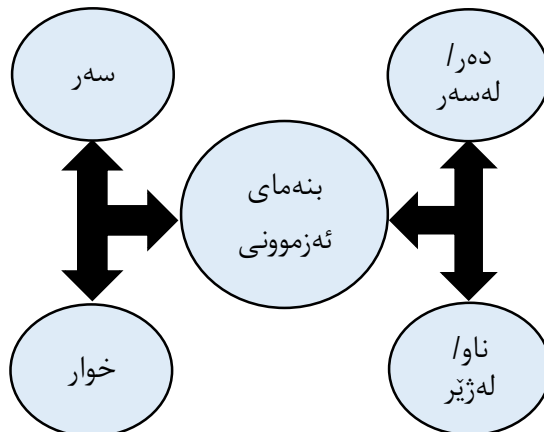 دەر/
لەسەر
سەر
بنەمای
ئەزموونی
ناو/
لەژێر
خوار